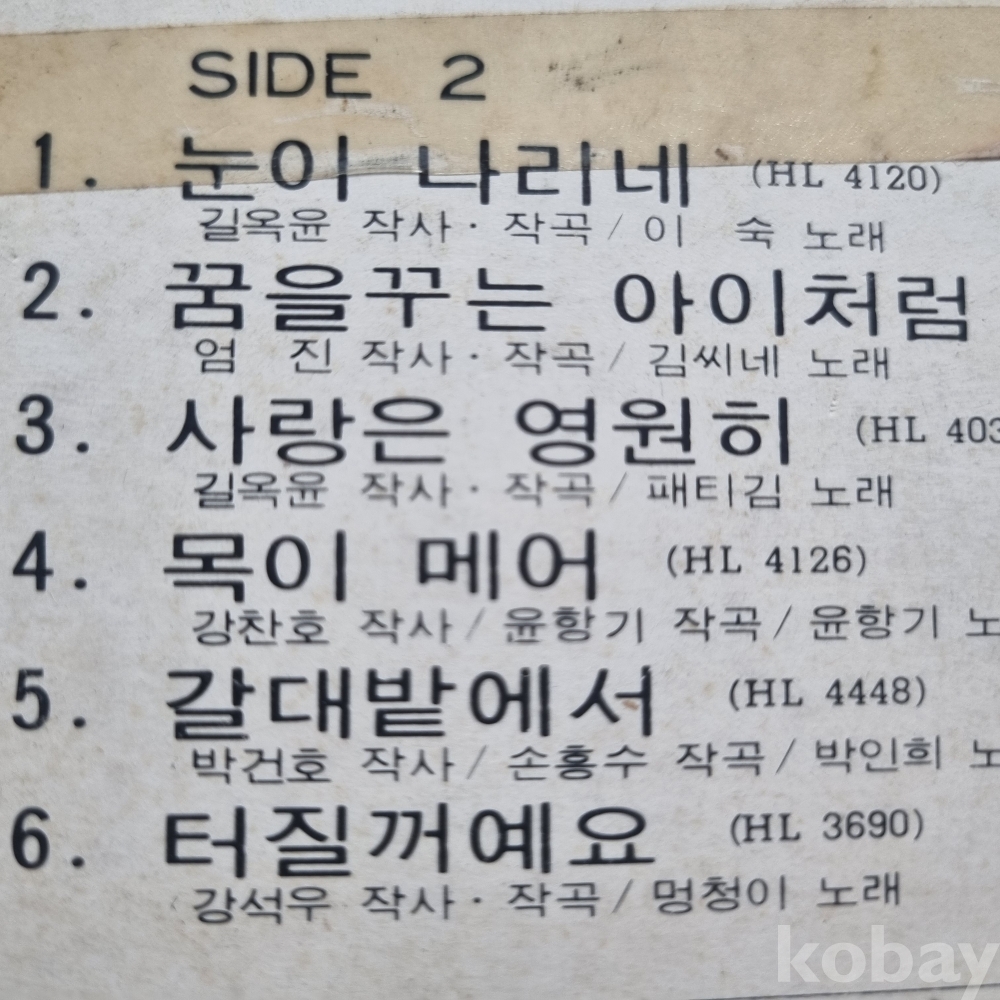 SIDE 2
1. 눈이 나리네 (HL 4120)
길옥윤 작사· 작곡/이 숙 노래
2. 꿈을꾸는 아이처럼
엄 진 작사· 작곡/ 김씨네 노래
3. 사랑은 영원히 (HL 403
길옥윤 작사· 작곡/패티김 노래
4. 목이 메어 (HL 4126)
강찬호 작사/윤항기 작곡/윤항기 노
5. 갈대밭에서 (HL 4448)
박건호 작사/손홍수 작곡/박인희 노
6. 터질꺼예요 (HL 3690)
강석우 작사· 작곡/멍청이 노래
kobay